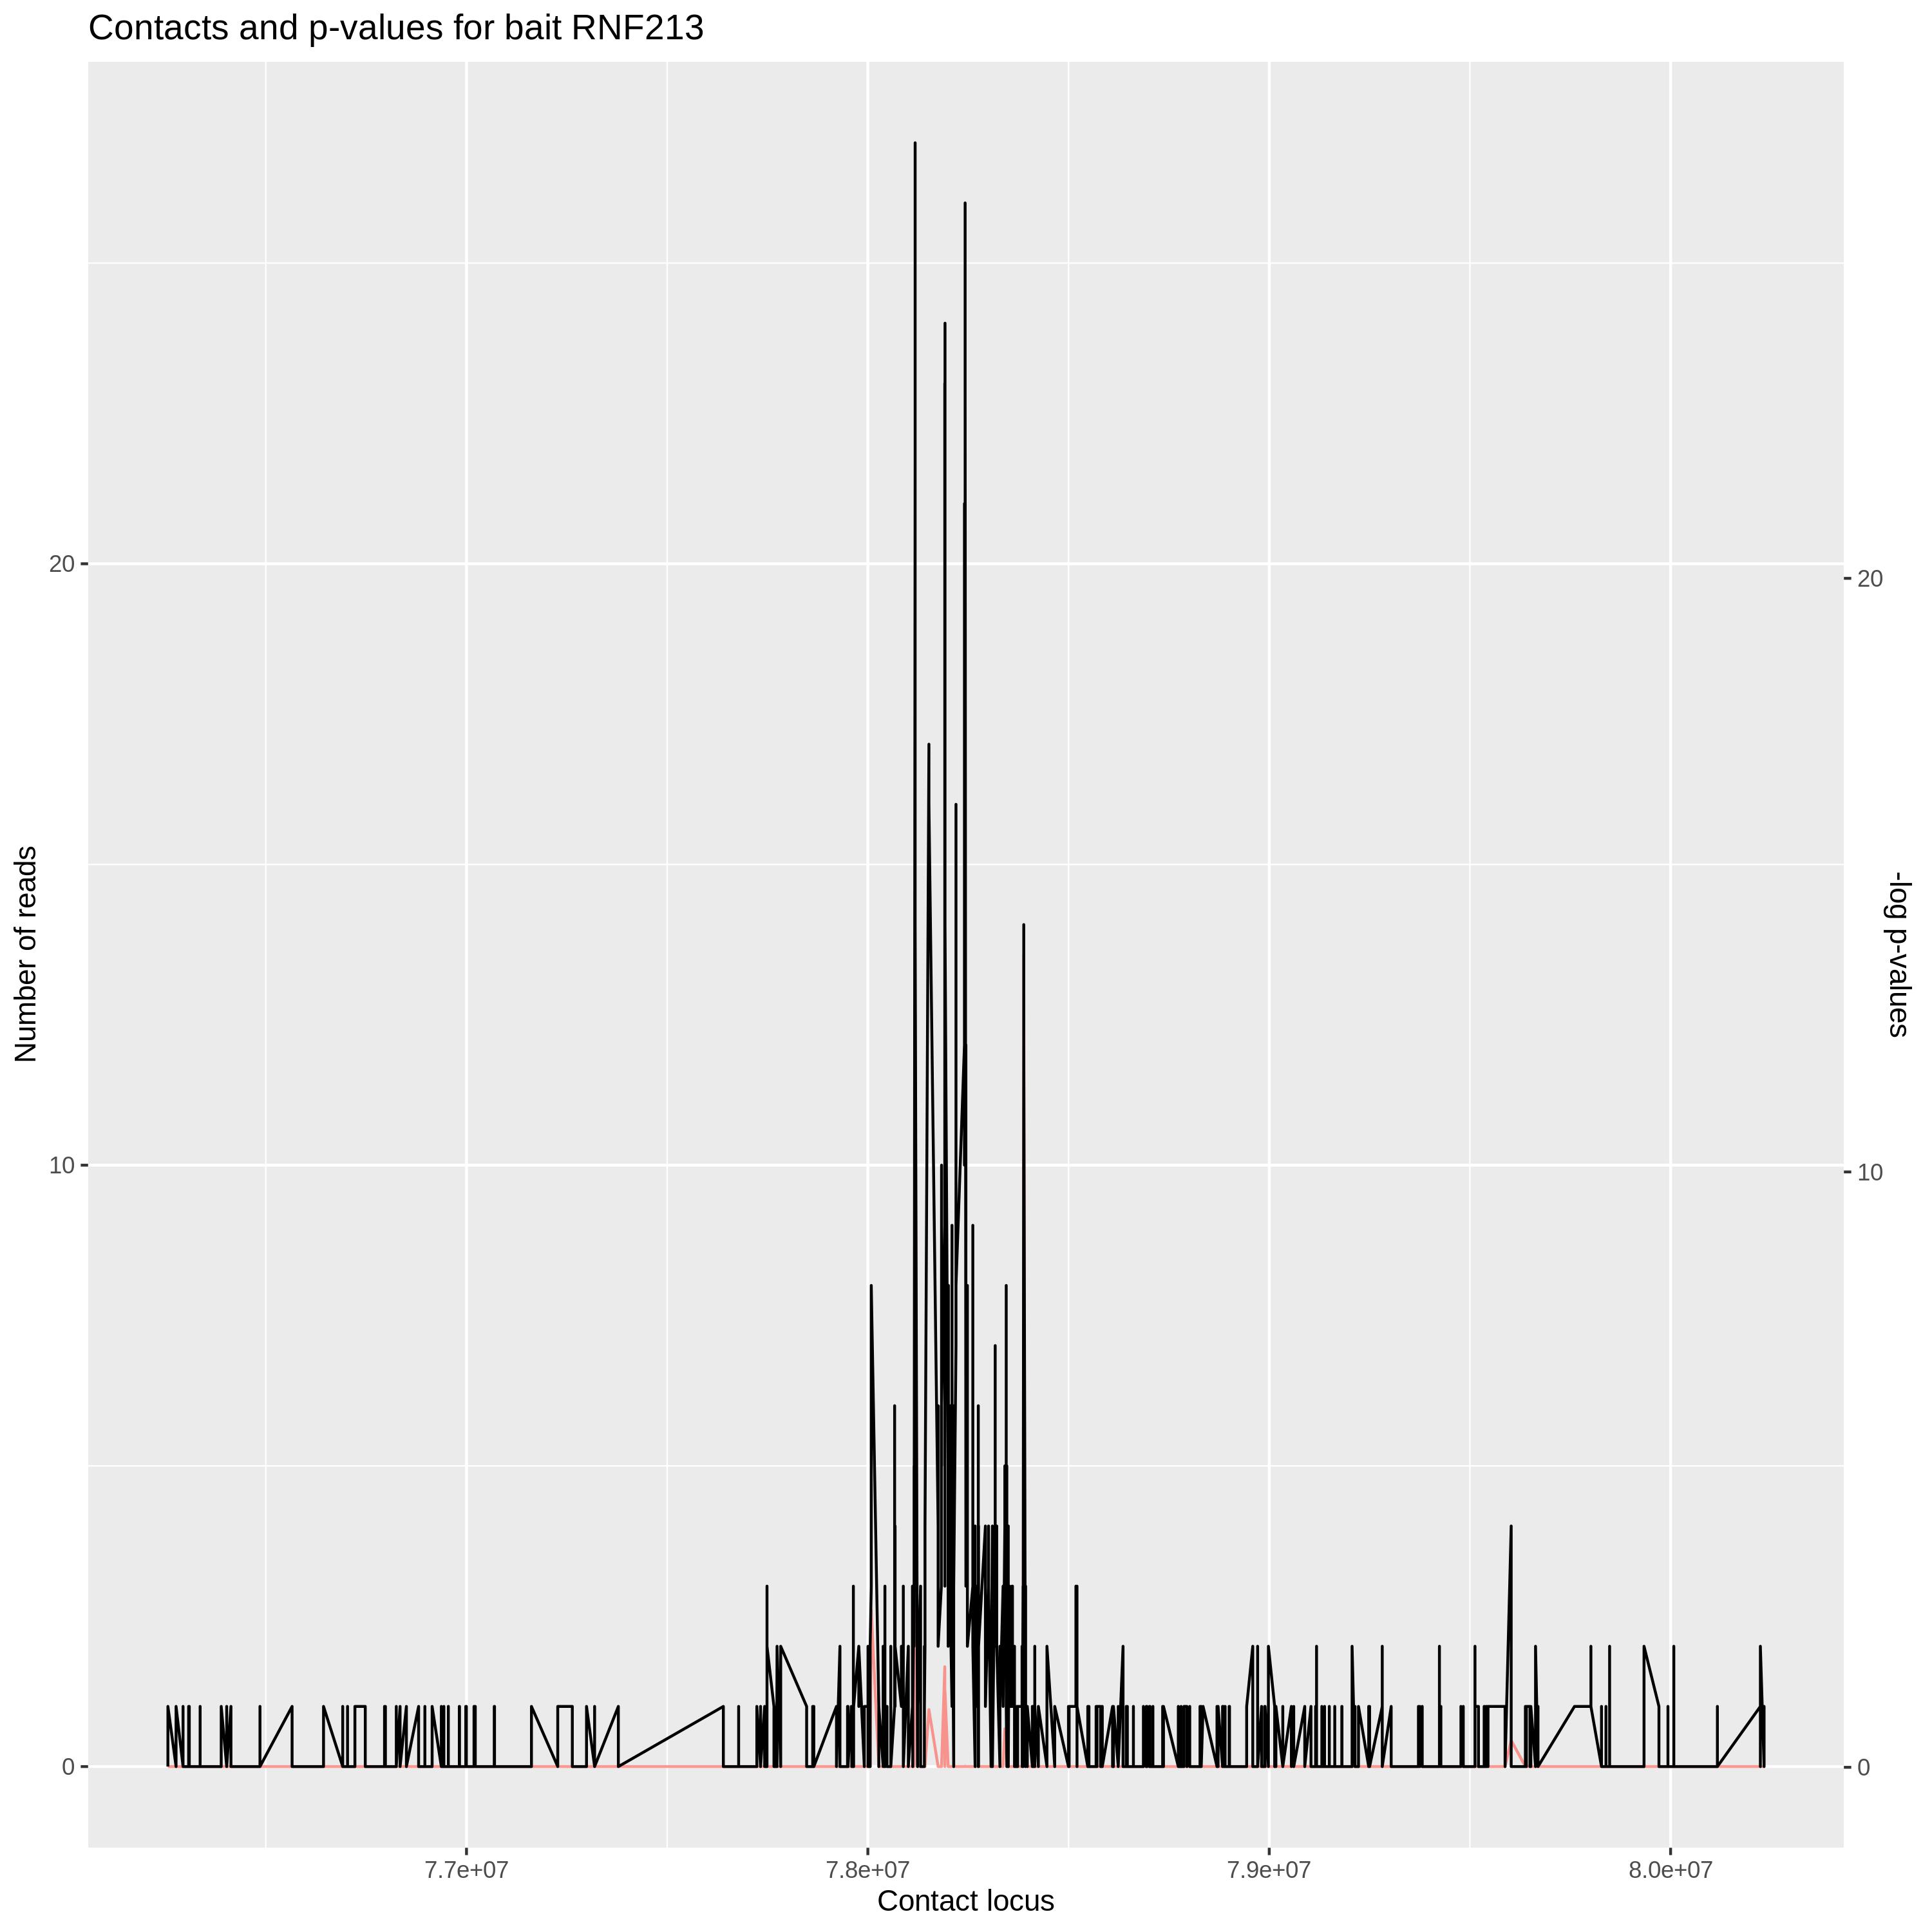 Contacts and p-values for bait RNF213
Number of reads
20
10
0
20
10
0
-log p-values
7.7e+07 7.8e+07 7.9e+07 8.0e+07
Contact locus